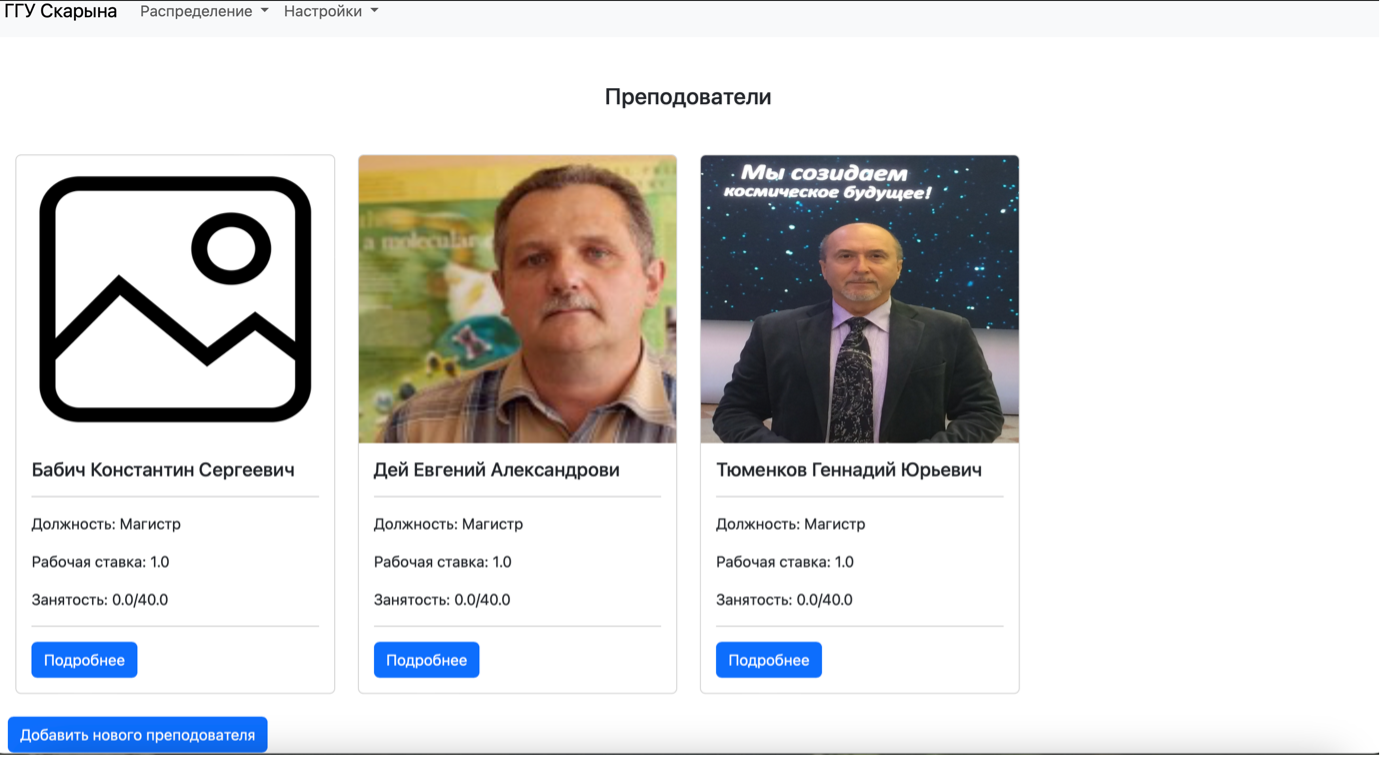 ГГУ Скарына Распределение Настройки
Преподователи
Мы созидаем
космическое будущее!
a molecular
Бабич Константин Сергеевич
Дей Евгений Александрови
Тюменков Геннадий Юрьевич
Должность: Магистр
Должность: Магистр
Должность: Магистр
Рабочая ставка: 1.0
Рабочая ставка: 1.0
Рабочая ставка: 1.0
Занятость: 0.0/40.0
Занятость: 0.0/40.0
Занятость: 0.0/40.0
Подробнее
Подробнее
Подробнее
Добавить нового преподователя